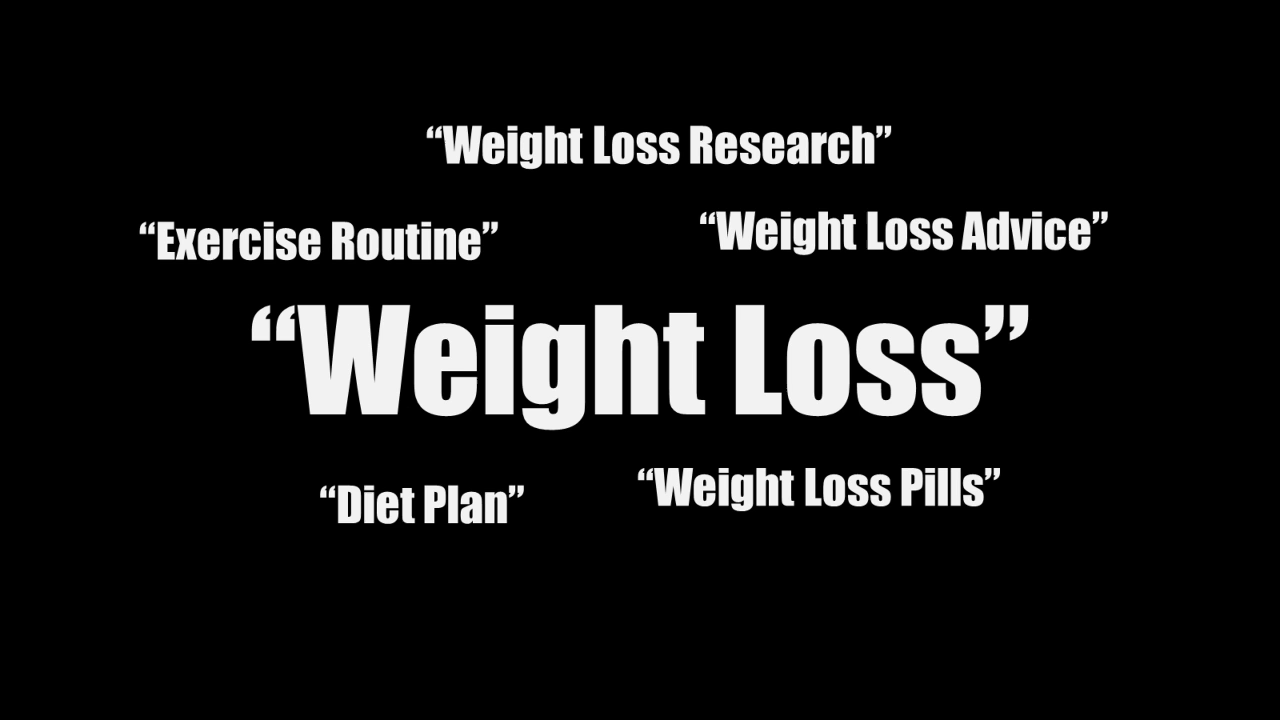 “Weight Loss Research”
“Exercise Routine”
“Weight Loss Advice”
“Weight Loss”
“Diet Plan”
“Weight Loss Pills”